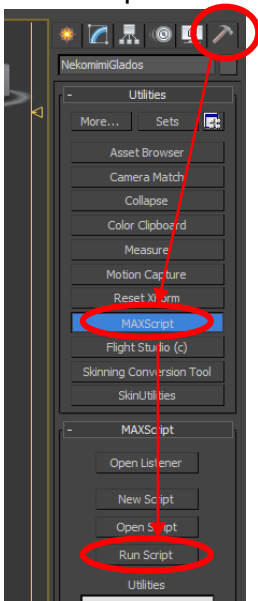 NekomimiGlados
- Utilities
More... Sets
Asset Browser
Camera Match
Collapse
Color Clipboard
Measure
Motion Capture
Reset XForm
MAXScript
Flight Studio (c)
Skinning Conversion Tool
SkinUtilities
- MAXScript
Open Listener
New Script
Open Script
Run Script
Utilities